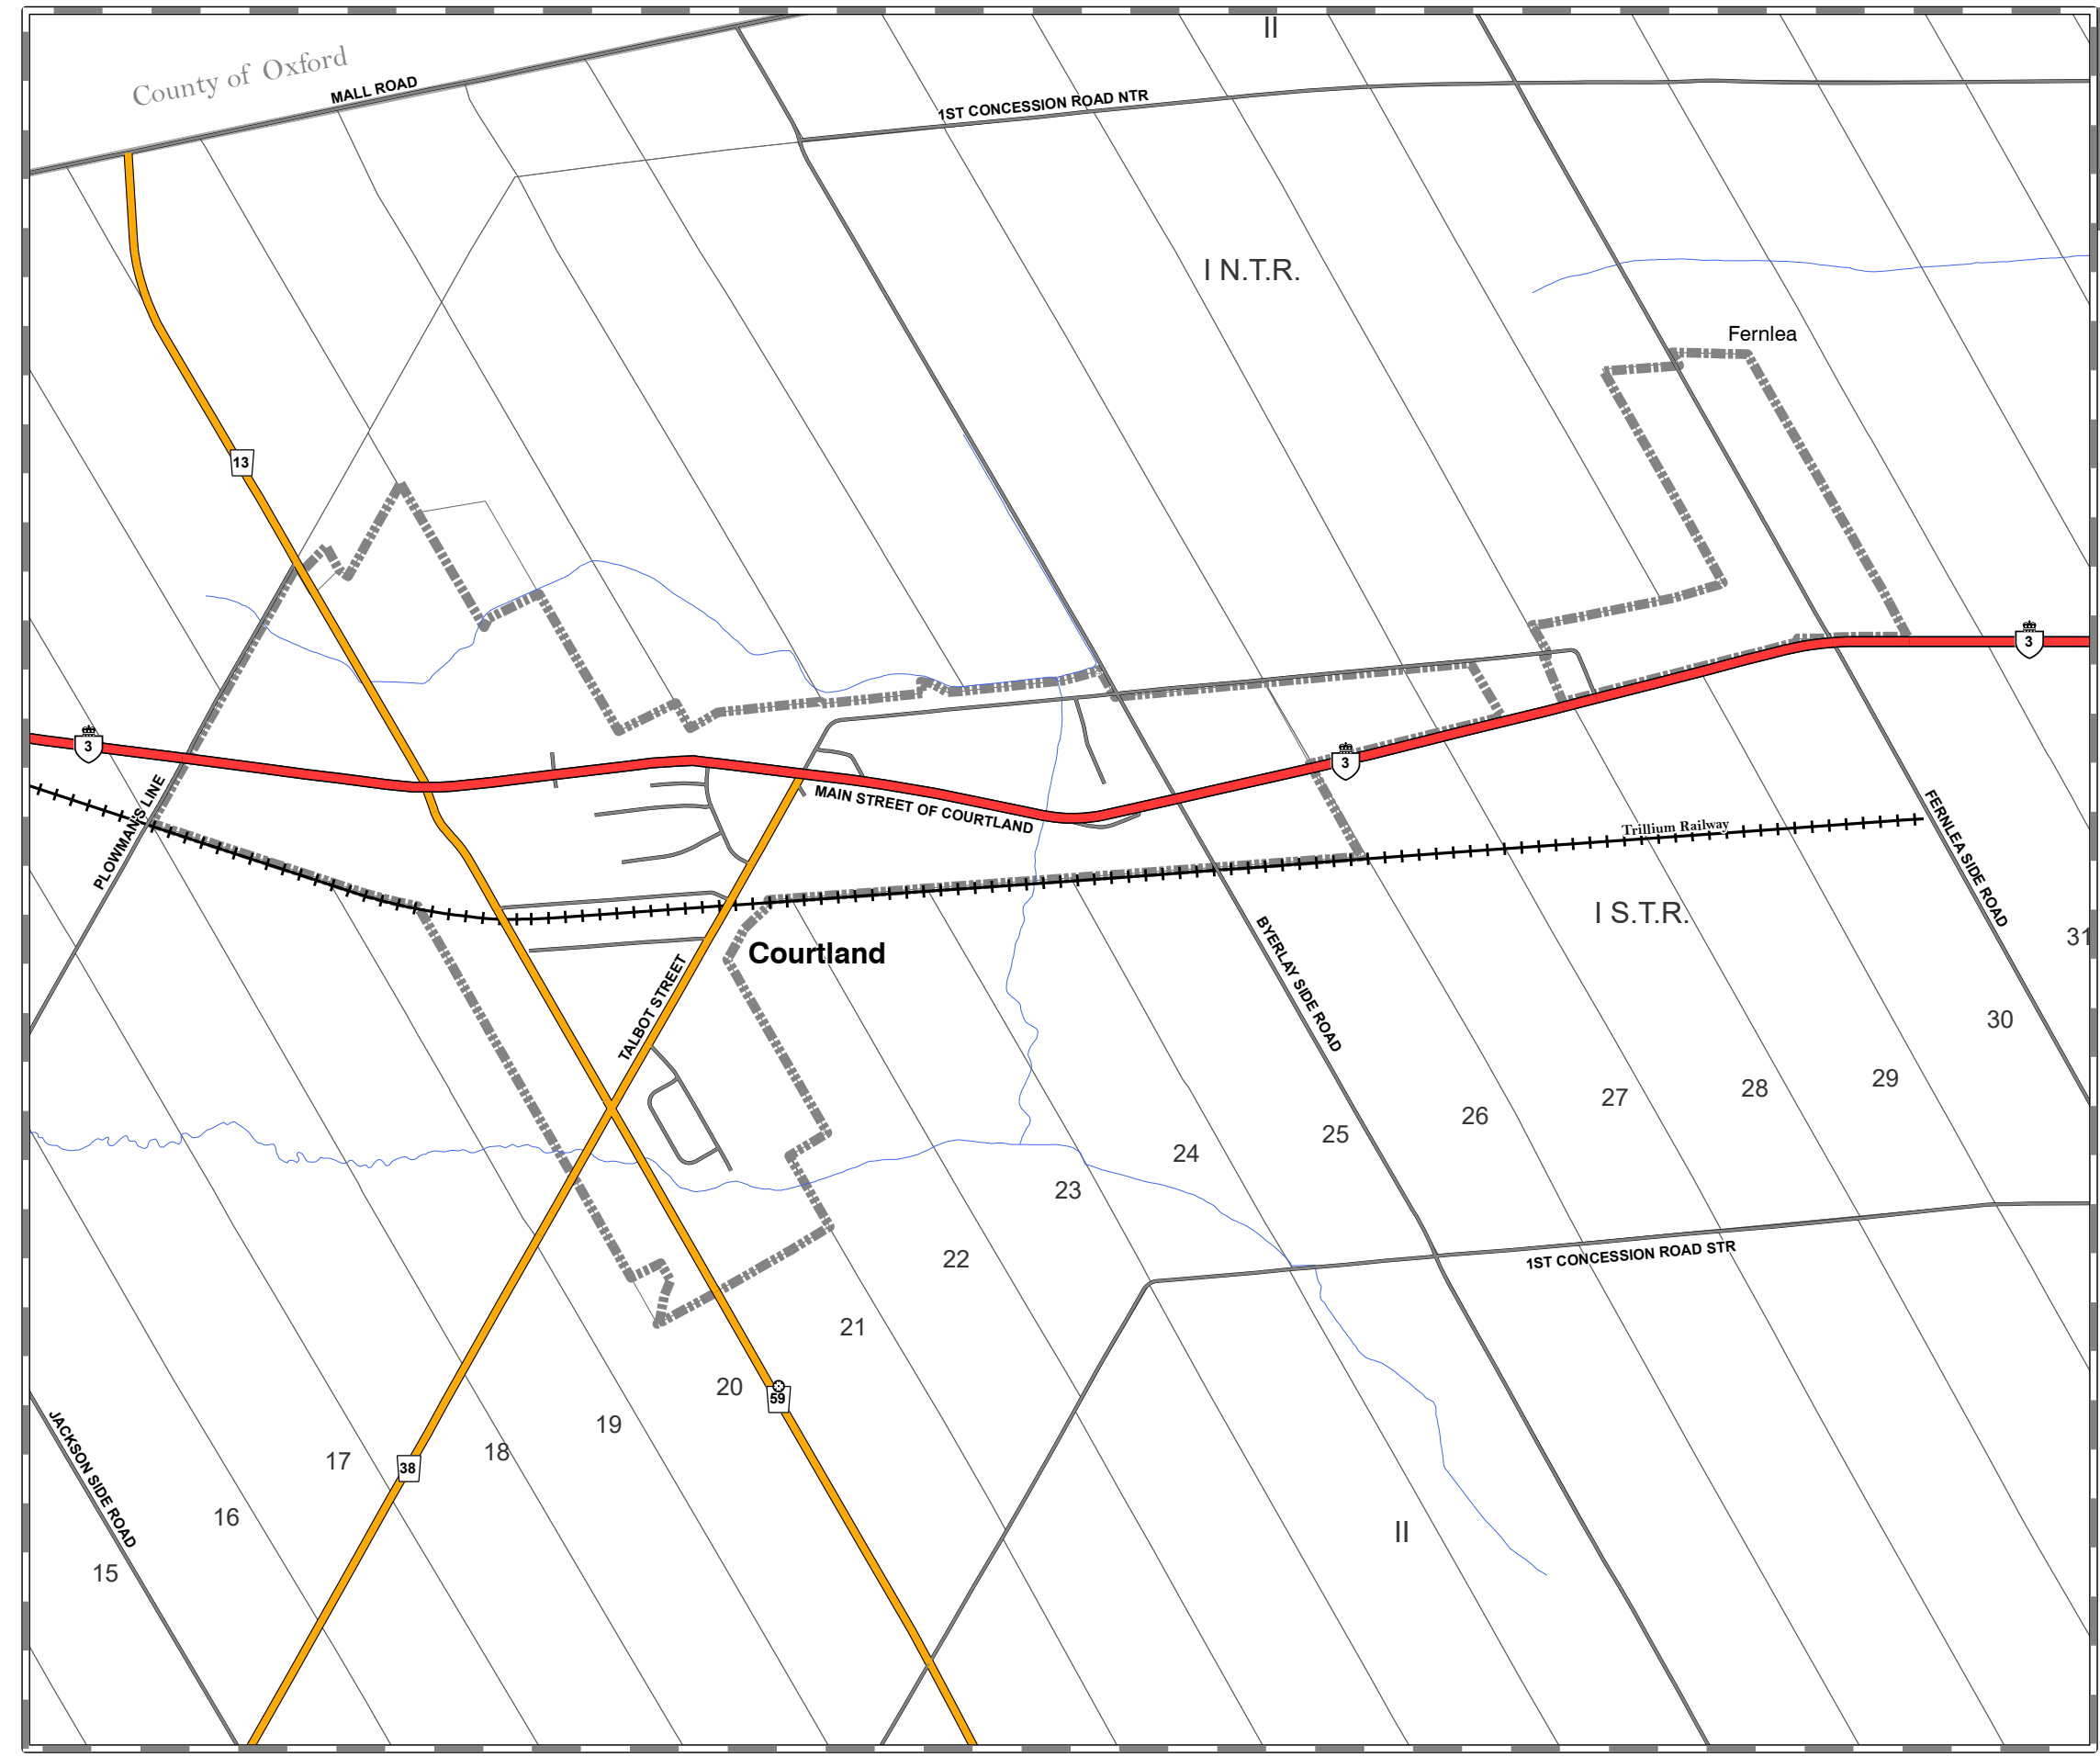 II
County of Oxford
MALL ROAD
1ST CONCESSION ROAD NTR
I N.T.R.
Fernlea
13
3
3
3
PLOWMAN'S LINE
MAIN STREET OF COURTLAND
Trillium Railway
FERNLEA SIDE ROAD
I S.T.R.
31
Courtland
BYERLAY SIDE ROAD
TALBOT STREET
30
29
28
27
26
25
24
23
22
1ST CONCESSION ROAD STR
21
20
59
19
18
17
38
16
JACKSON SIDE ROAD
15
II